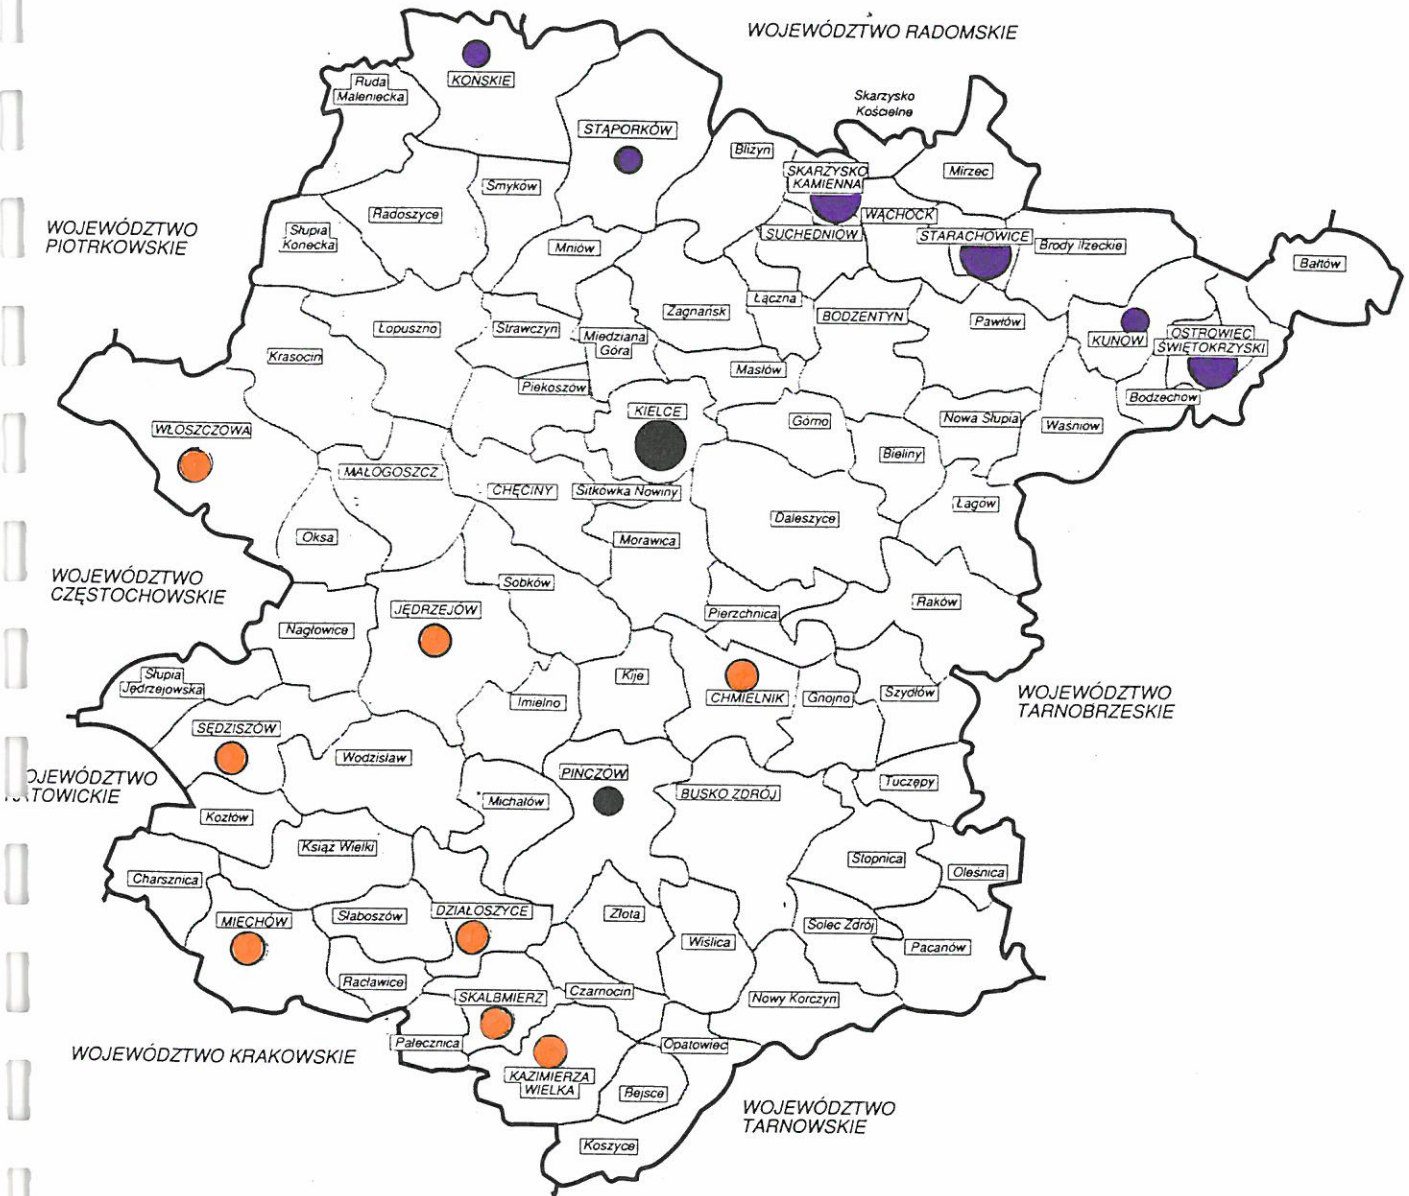 WOJEWÓDZTWO RADOMSKIE
KOŃSKIE
Ruda
Maleniecka
Skarzysko
Kościelne
STĄPORKÓW
Bliżyn
SKARZYSKO
KAMIENNA
Mirzec
Smyków
Radoszyce
WĄCHOCK
WOJEWÓDZTWO
PIOTRKOWSKIE
Słupia
Konecka
SUCHEDNIÓW
STARACHOWICE
Brody Iłżeckie
Mniów
Bałtów
Łączna
Zagnańsk
BODZENTYN
Pawłów
Łopuszno
Strawczyn
Miedziana
Góra
KUNÓW
OSTROWIEC
ŚWIĘTOKRZYSKI
Krasocin
Masłów
Piekoszów
Bodzechów
KIELCE
Górno
Nowa Słupia
Waśniów
WŁOSZCZOWA
Bieliny
MAŁOGOSZCZ
CHĘCINY
Sitkówka Nowiny
Łagów
Daleszyce
Oksa
Morawica
WOJEWÓDZTWO
CZĘSTOCHOWSKIE
Sobków
Raków
JĘDRZEJÓW
Pierzchnica
Nagłowice
Słupia
Jędrzejowska
Kije
CHMIELNIK
Gnojno
Szydłów
WOJEWÓDZTWO
TARNOBRZESKIE
Imielno
SĘDZISZÓW
Wodzisław
PIŃCZÓW
OJEWÓDZTWO
TOWICKIE
Tuczępy
Michałów
BUSKO ZDRÓJ
Kozłów
Książ Wielki
Stopnica
Oleśnica
Charsznica
MIECHÓW
Słaboszów
DZIAŁOSZYCE
Złota
Wiślica
Solec Zdrój
Pacanów
Racławice
SKALBMIERZ
Czarnocin
Nowy Korczyn
Pałecznica
Opatowiec
WOJEWÓDZTWO KRAKOWSKIE
KAZIMIERZA
WIELKA
Bejsce
WOJEWÓDZTWO
TARNOWSKIE
Koszyce